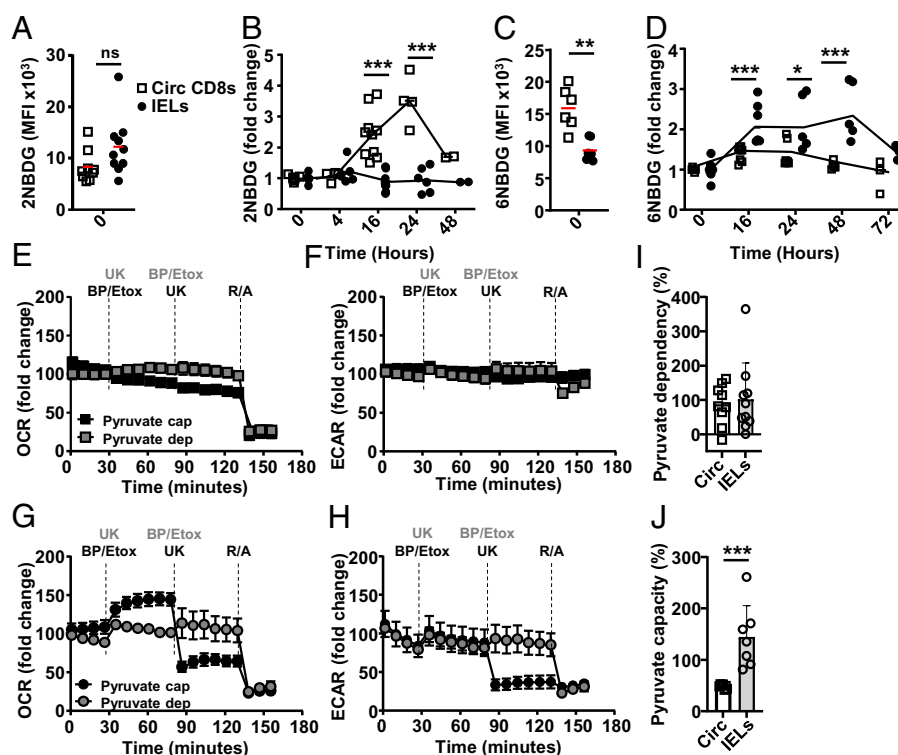 A
2NBDG (MFI x10³)
30
20
10
0
ns
0
Circ CD8s
IELs
B
2NBDG (fold change)
5
4
3
2
1
0
***
***
0
4
16
24
48
Time (Hours)
C
6NBDG (MFI x10³)
25
20
15
10
5
0
**
0
D
6NBDG (fold change)
4
3
2
1
0
***
*
***
0
16
24
48
72
Time (Hours)
E
UK
BP/Etox
BP/Etox
UK
R/A
OCR (fold change)
200
150
100
50
0
Pyruvate cap
Pyruvate dep
0
30
60
90
120
150
180
Time (minutes)
F
UK
BP/Etox
BP/Etox
UK
R/A
ECAR (fold change)
200
150
100
50
0
0
30
60
90
120
150
180
Time (minutes)
I
Pyruvate dependency (%)
400
300
200
100
0
Circ
IELs
G
UK
BP/Etox
BP/Etox
UK
R/A
OCR (fold change)
200
150
100
50
0
Pyruvate cap
Pyruvate dep
0
30
60
90
120
150
180
Time (minutes)
H
UK
BP/Etox
BP/Etox
UK
R/A
ECAR (fold change)
200
150
100
50
0
0
30
60
90
120
150
180
Time (minutes)
J
Pyruvate capacity (%)
300
200
100
0
***
Circ
IELs